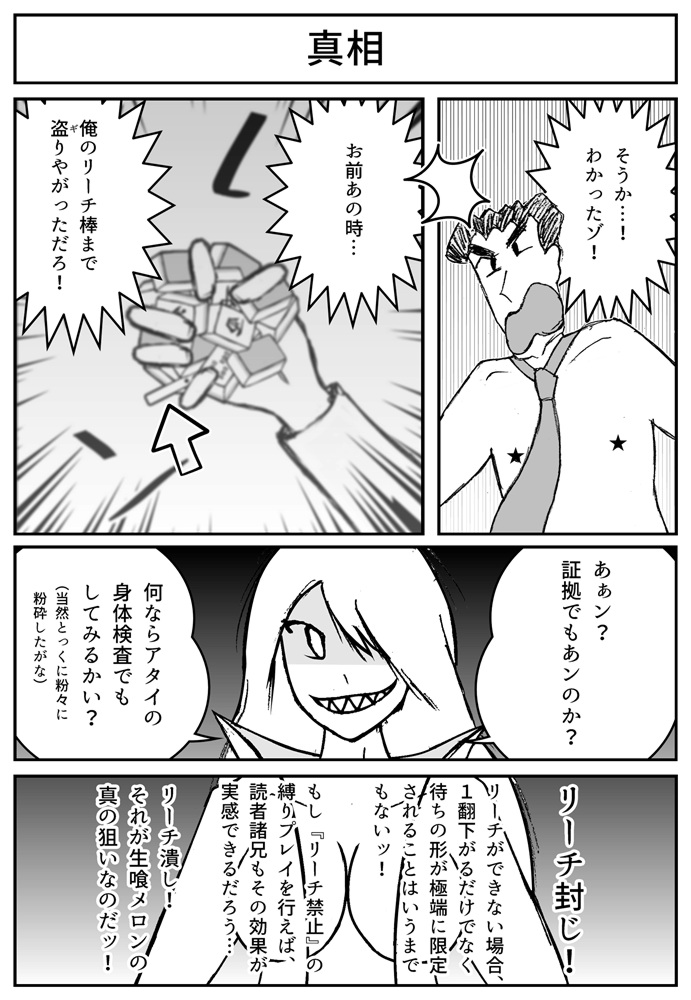 真相
そうか…！
わかったゾ！
お前あの時…
俺のリーチ棒まで
盗りやがっただろ！
ギ
あぁン？
証拠でもあンのか？
何ならアタイの
身体検査でも
してみるかい？
（当然とっくに粉々に
粉砕したがな）
リーチ封じ！
リーチができない場合、
１翻下がるだけでなく
待ちの形が極端に限定
されることはいうまで
もないッ！
もし『リーチ禁止』の
縛りプレイを行えば、
読者諸兄もその効果が
実感できるだろう…
リーチ潰し！
それが生喰メロンの
真の狙いなのだッ！